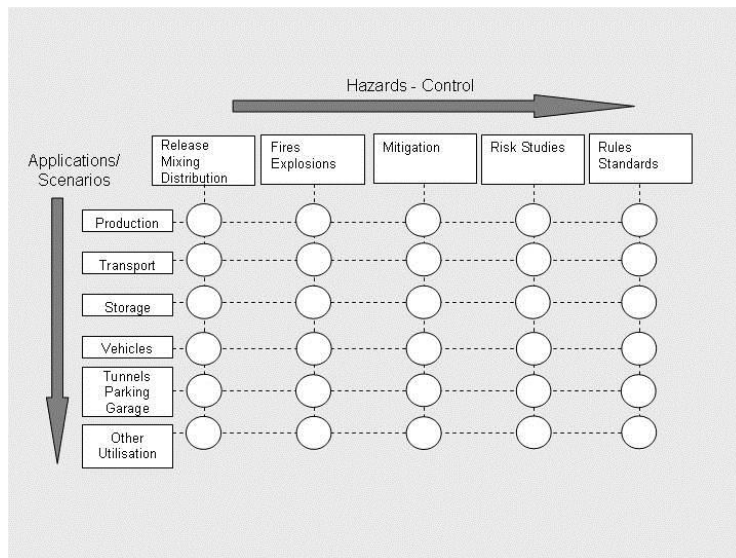 Hazards - Control
Release
Mixing
Distribution
Fires
Explosions
Mitigation
Risk Studies
Rules
Standards
Applications/
Scenarios
Production
Transport
Storage
Vehicles
Tunnels
Parking
Garage
Other
Utilisation